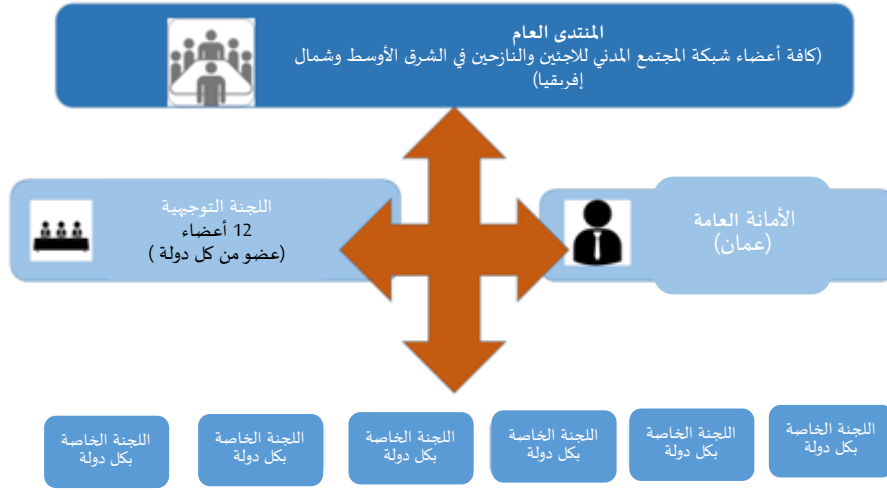 المنتدى العام
(كافة أعضاء شبكة المجتمع المدني للاجئين والنازحين في الشرق الأوسط وشمال
إفريقيا)
الأمانة العامة
(عمان)
اللجنة التوجيهية
12 أعضاء
(عضو من كل دولة )
اللجنة الخاصة
بكل دولة
اللجنة الخاصة
بكل دولة
اللجنة الخاصة
بكل دولة
اللجنة الخاصة
بكل دولة
اللجنة الخاصة
بكل دولة
اللجنة الخاصة
بكل دولة